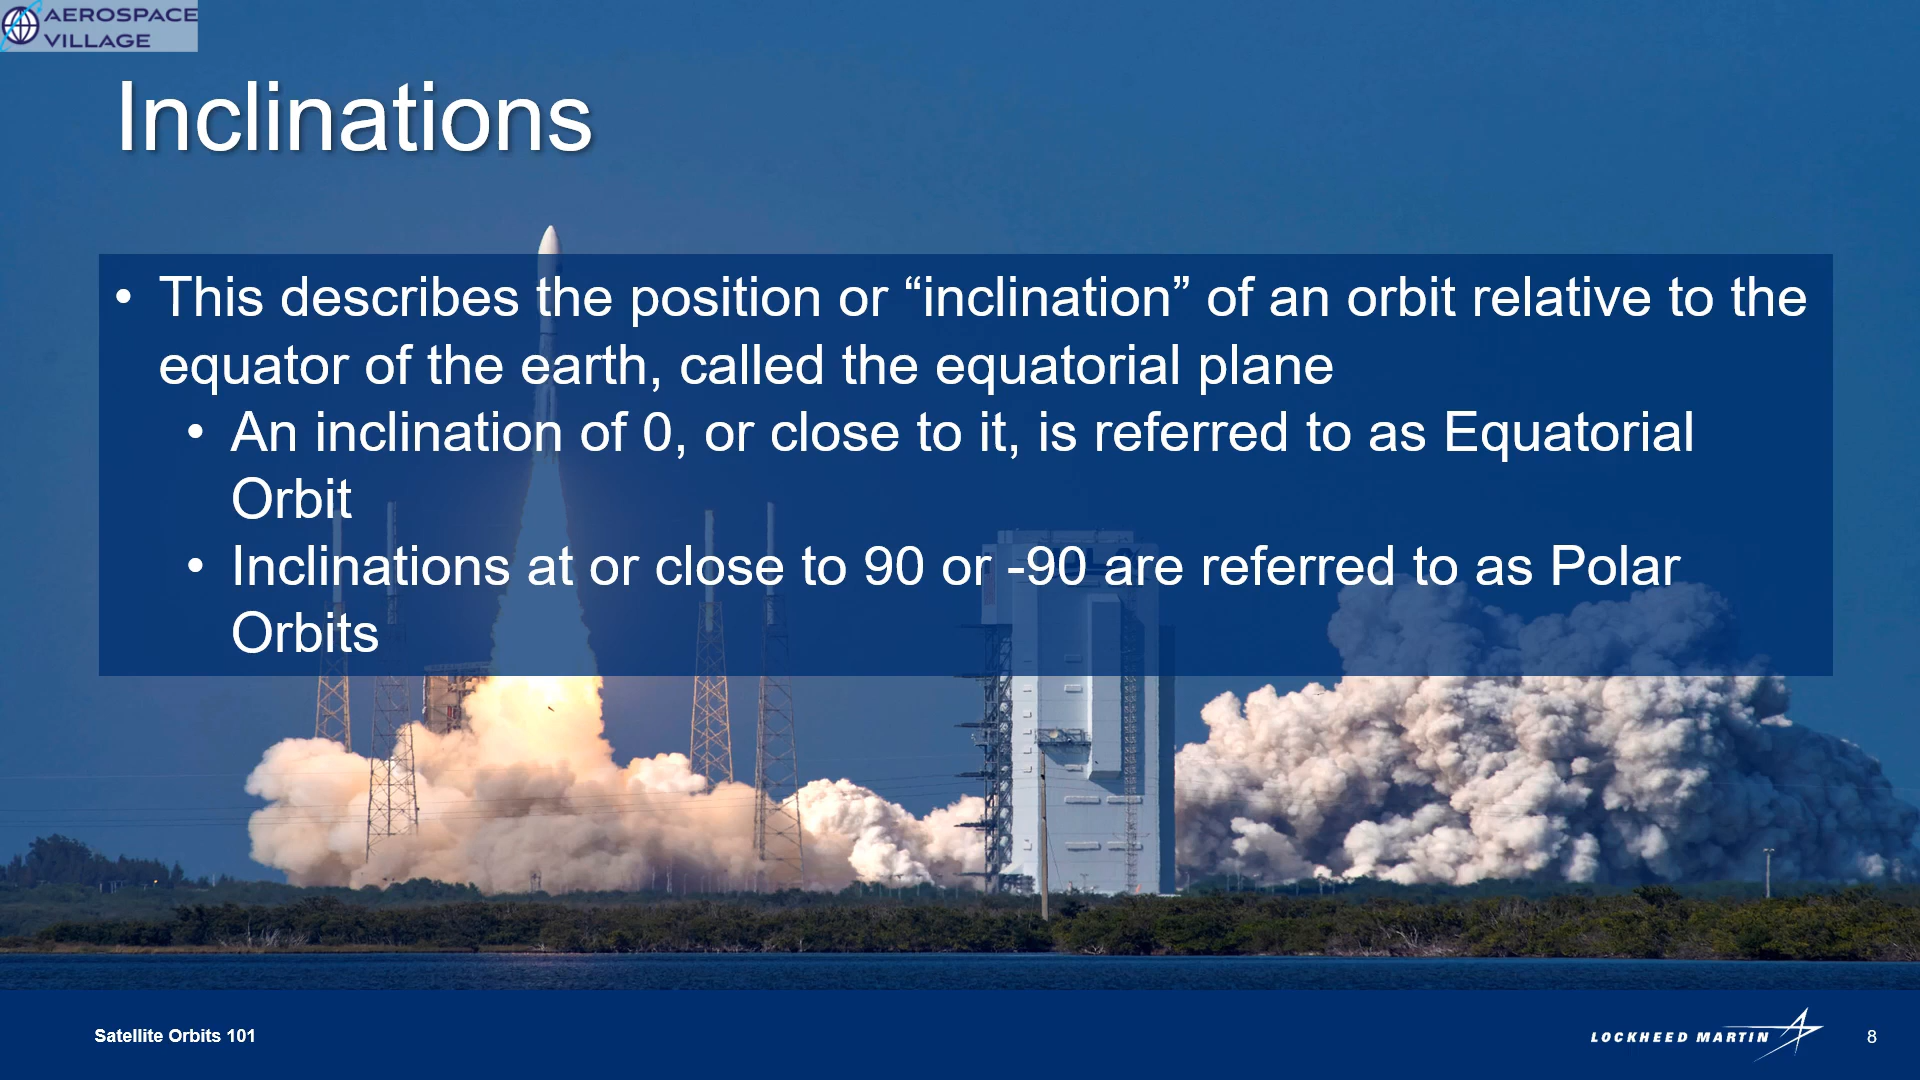 AEROSPACE
VILLAGE
Inclinations
• This describes the position or “inclination” of an orbit relative to the
equator of the earth, called the equatorial plane
• An inclination of 0, or close to it, is referred to as Equatorial
Orbit
• Inclinations at or close to 90 or -90 are referred to as Polar
Orbits
Satellite Orbits 101
LOCKHEED MARTIN
8